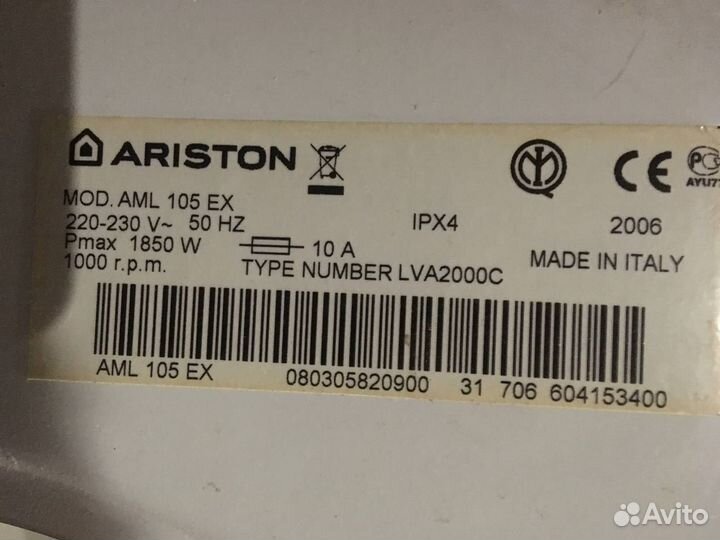 ARISTON
MOD. AML 105 EX
220-230 V~ 50 HZ IPX4 2006
Pmax 1850 W 10 A
1000 r.p.m. TYPE NUMBER LVA2000C MADE IN ITALY
AML 105 EX 080305820900 31 706 604153400
CE
Avito